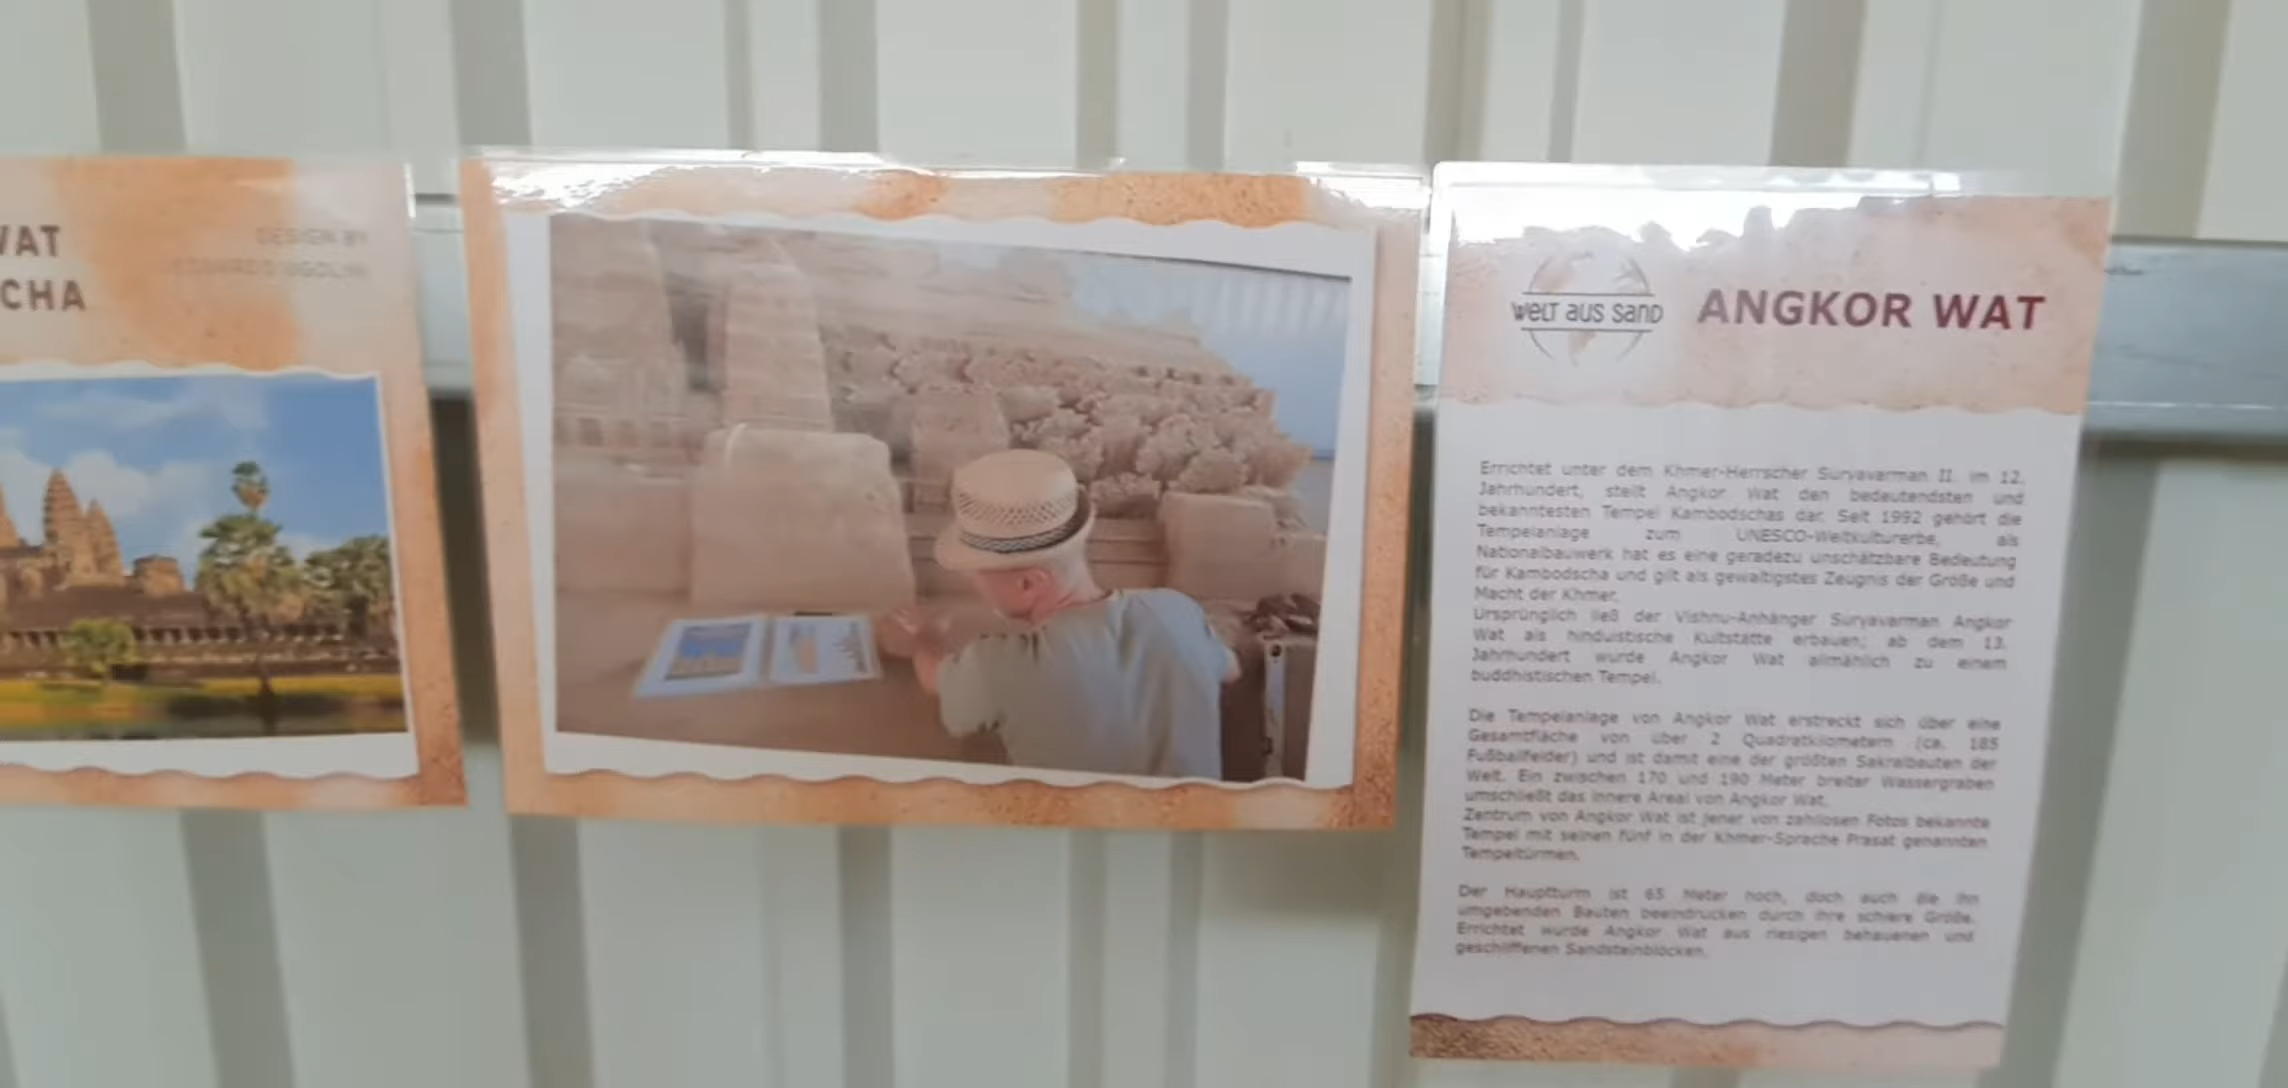 WAT
CHA
DESIGN BY
WELT AUS SAND
ANGKOR WAT
Errichtet unter dem Khmer-Herrscher Suryavarman II. im 12.
Jahrhundert, stellt Angkor Wat den bedeutendsten und
bekanntesten Tempel Kambodschas dar. Seit 1992 gehört die
Tempelanlage zum UNESCO-Weltkulturerbe, als
Nationalbauwerk hat es eine geradezu unschätzbare Bedeutung
für Kambodscha und gilt als gewaltigstes Zeugnis der Größe und
Macht der Khmer.
Ursprünglich ließ der Vishnu-Anhänger Suryavarman Angkor
Wat als hinduistische Kultstätte erbauen; ab dem 13.
Jahrhundert wurde Angkor Wat allmählich zu einem
buddhistischen Tempel.
Die Tempelanlage von Angkor Wat erstreckt sich über eine
Gesamtfläche von über 2 Quadratkilometern (ca. 185
Fußballfelder) und ist damit eine der größten Sakralbauten der
Welt. Ein zwischen 170 und 190 Meter breiter Wassergraben
umschließt das innere Areal von Angkor Wat.
Zentrum von Angkor Wat ist jener von zahllosen Fotos bekannte
Tempel mit seinen fünf in der Khmer-Sprache Prasat genannten
Tempeltürmen.
Der Hauptturm ist 65 Meter hoch, doch auch die ihn
umgebenden Bauten beeindrucken durch ihre schiere Größe.
Errichtet wurde Angkor Wat aus riesigen behauenen und
geschliffenen Sandsteinblöcken.